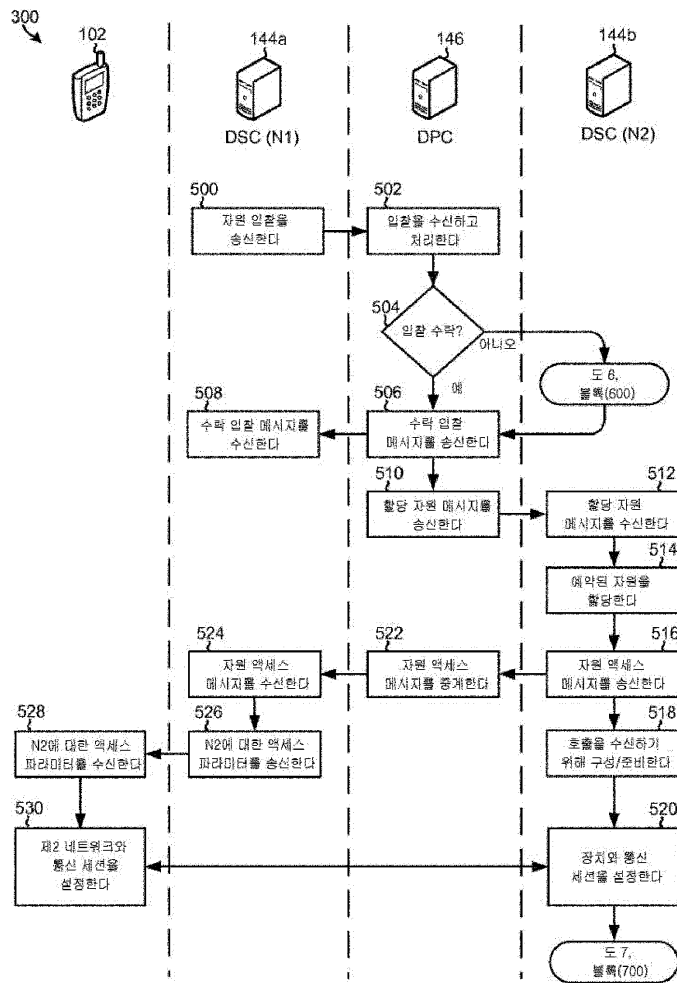 300
102
144a
146
144b
DSC (N1)
DPC
DSC (N2)
500
자원 입찰을
송신한다
502
입찰을 수신하고
처리한다
504
입찰 수락?
아니오
예
도 6,
블록(600)
508
수락 입찰 메시지를
수신한다
506
수락 입찰
메시지를 송신한다
510
할당 자원 메시지를
송신한다
512
할당 자원
메시지를 수신한다
514
예약된 자원을
할당한다
524
자원 액세스
메시지를 수신한다
522
자원 액세스
메시지를 중계한다
516
자원 액세스
메시지를 송신한다
528
N2에 대한 액세스
파라미터를 수신한다
526
N2에 대한 액세스
파라미터를 송신한다
518
호출을 수신하기
위해 구성/준비한다
530
제2 네트워크와
통신 세션을
설정한다
520
장치와 통신
세션을 설정한다
도 7,
블록(700)